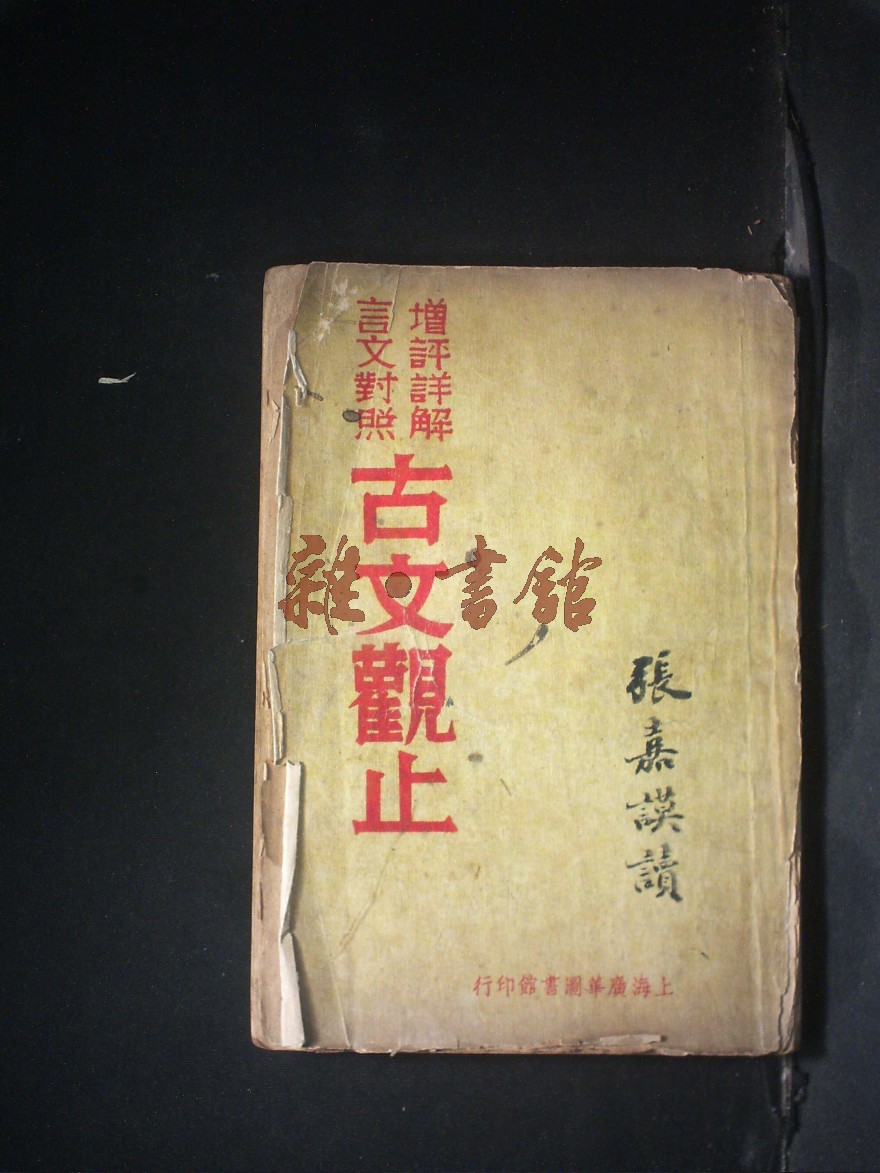 增評詳解
言文對照
古文觀止
雜·書館
張嘉謨讀
上海廣華圖書館印行